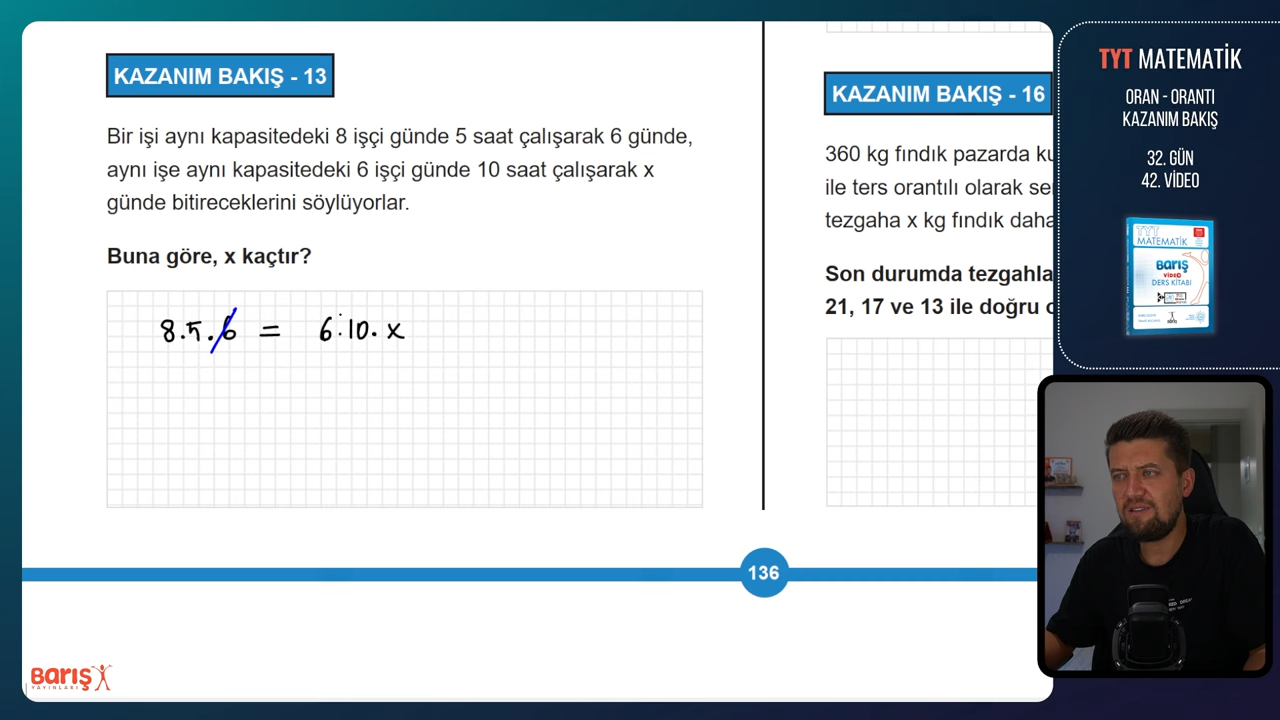 KAZANIM BAKIŞ - 13
Bir işi aynı kapasitedeki 8 işçi günde 5 saat çalışarak 6 günde,
aynı işe aynı kapasitedeki 6 işçi günde 10 saat çalışarak x
günde bitireceklerini söylüyorlar.
Buna göre, x kaçtır?
8.5.6 = 6.10.x
136
BARIŞ
YAYINLARI
KAZANIM BAKIŞ - 16
360 kg fındık pazarda ku
ile ters orantılı olarak se
tezgaha x kg fındık daha
Son durumda tezgahla
21, 17 ve 13 ile doğru o
TYT MATEMATİK
ORAN - ORANTI
KAZANIM BAKIŞ
32. GÜN
42. VİDEO
TYT
MATEMATİK
BARIŞ
VİDEO
DERS KİTABI